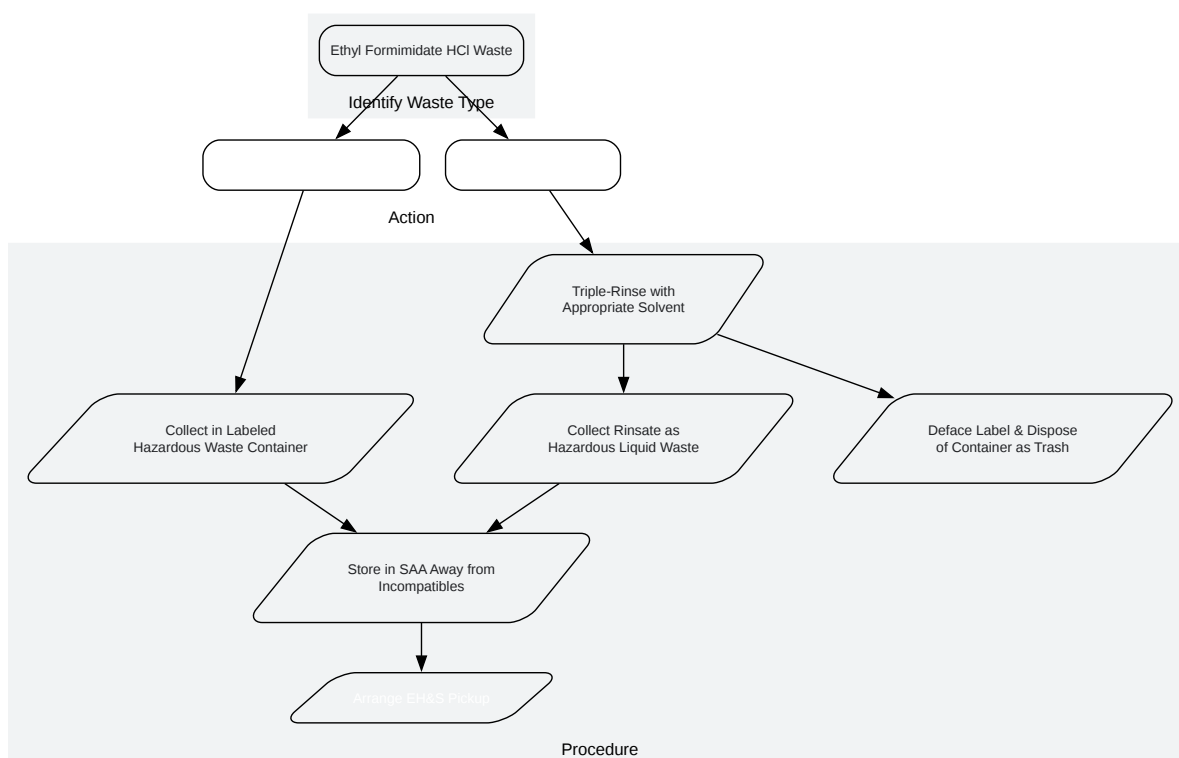 Ethyl Formimidate HCl Waste
Identify Waste Type
Action
Triple-Rinse with
Appropriate Solvent
Collect in Labeled
Hazardous Waste Container
Collect Rinsate as
Hazardous Liquid Waste
Deface Label & Dispose
of Container as Trash
Store in SAA Away from
Incompatibles
Arrange EH&S Pickup
Procedure